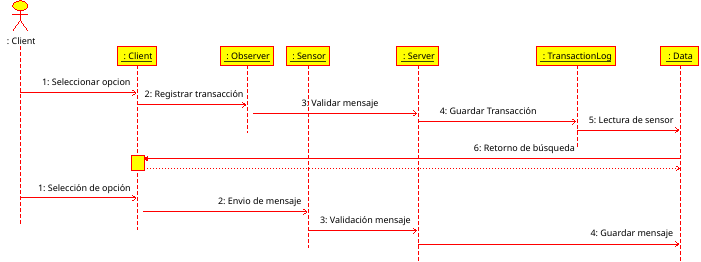 : Client
: Client
: Observer
: Sensor
: Server
: TransactionLog
: Data
1: Seleccionar opcion
2: Registrar transacción
3: Validar mensaje
4: Guardar Transacción
5: Lectura de sensor
6: Retorno de búsqueda
1: Selección de opción
2: Envio de mensaje
3: Validación mensaje
4: Guardar mensaje